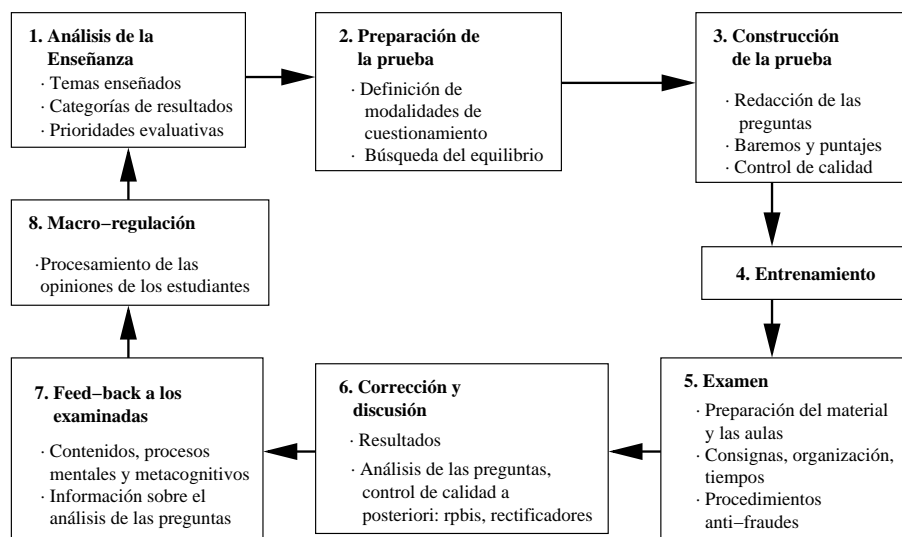 1. Análisis de la
Enseñanza
· Temas enseñados
· Categorías de resultados
· Prioridades evaluativas
2. Preparación de
la prueba
· Definición de
modalidades de
cuestionamiento
· Búsqueda del equilibrio
3. Construcción
de la prueba
· Redacción de las
preguntas
· Baremos y puntajes
· Control de calidad
4. Entrenamiento
5. Examen
· Preparación del material
y las aulas
· Consignas, organización,
tiempos
· Procedimientos
anti−fraudes
6. Corrección y
discusión
· Resultados
· Análisis de las preguntas,
control de calidad a
posteriori: rpbis, rectificadores
7. Feed−back a los
examinadas
· Contenidos, procesos
mentales y metacognitivos
· Información sobre el
análisis de las preguntas
8. Macro−regulación
·Procesamiento de las
opiniones de los estudiantes